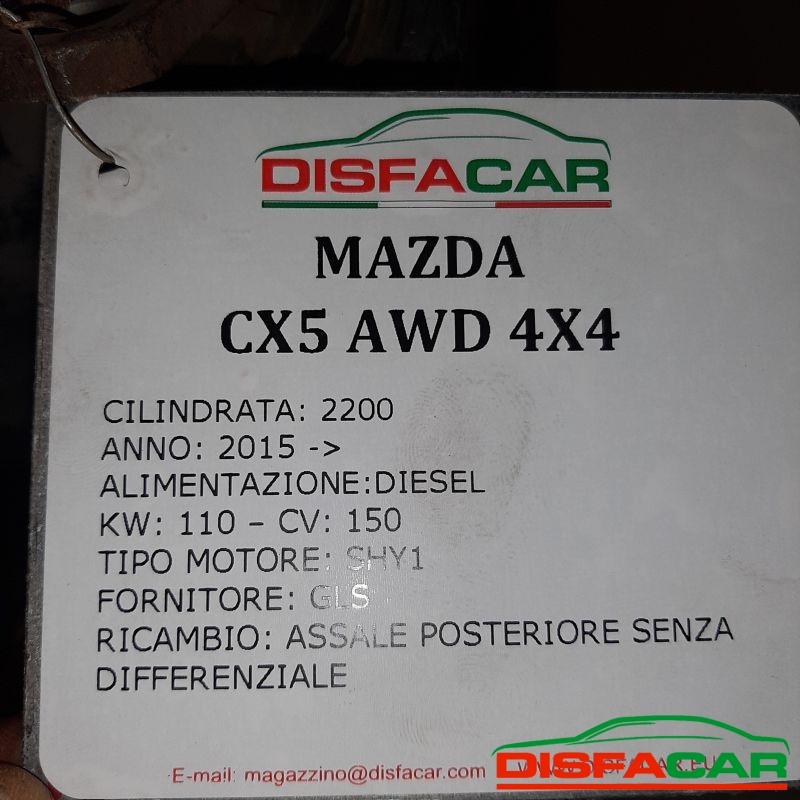 DISFACAR
MAZDA
CX5 AWD 4X4
CILINDRATA: 2200
ANNO: 2015 ->
ALIMENTAZIONE:DIESEL
KW: 110 – CV: 150
TIPO MOTORE: SHY1
FORNITORE: GLS
RICAMBIO: ASSALE POSTERIORE SENZA
DIFFERENZIALE
DISFACAR
E-mail: magazzino@disfacar.com